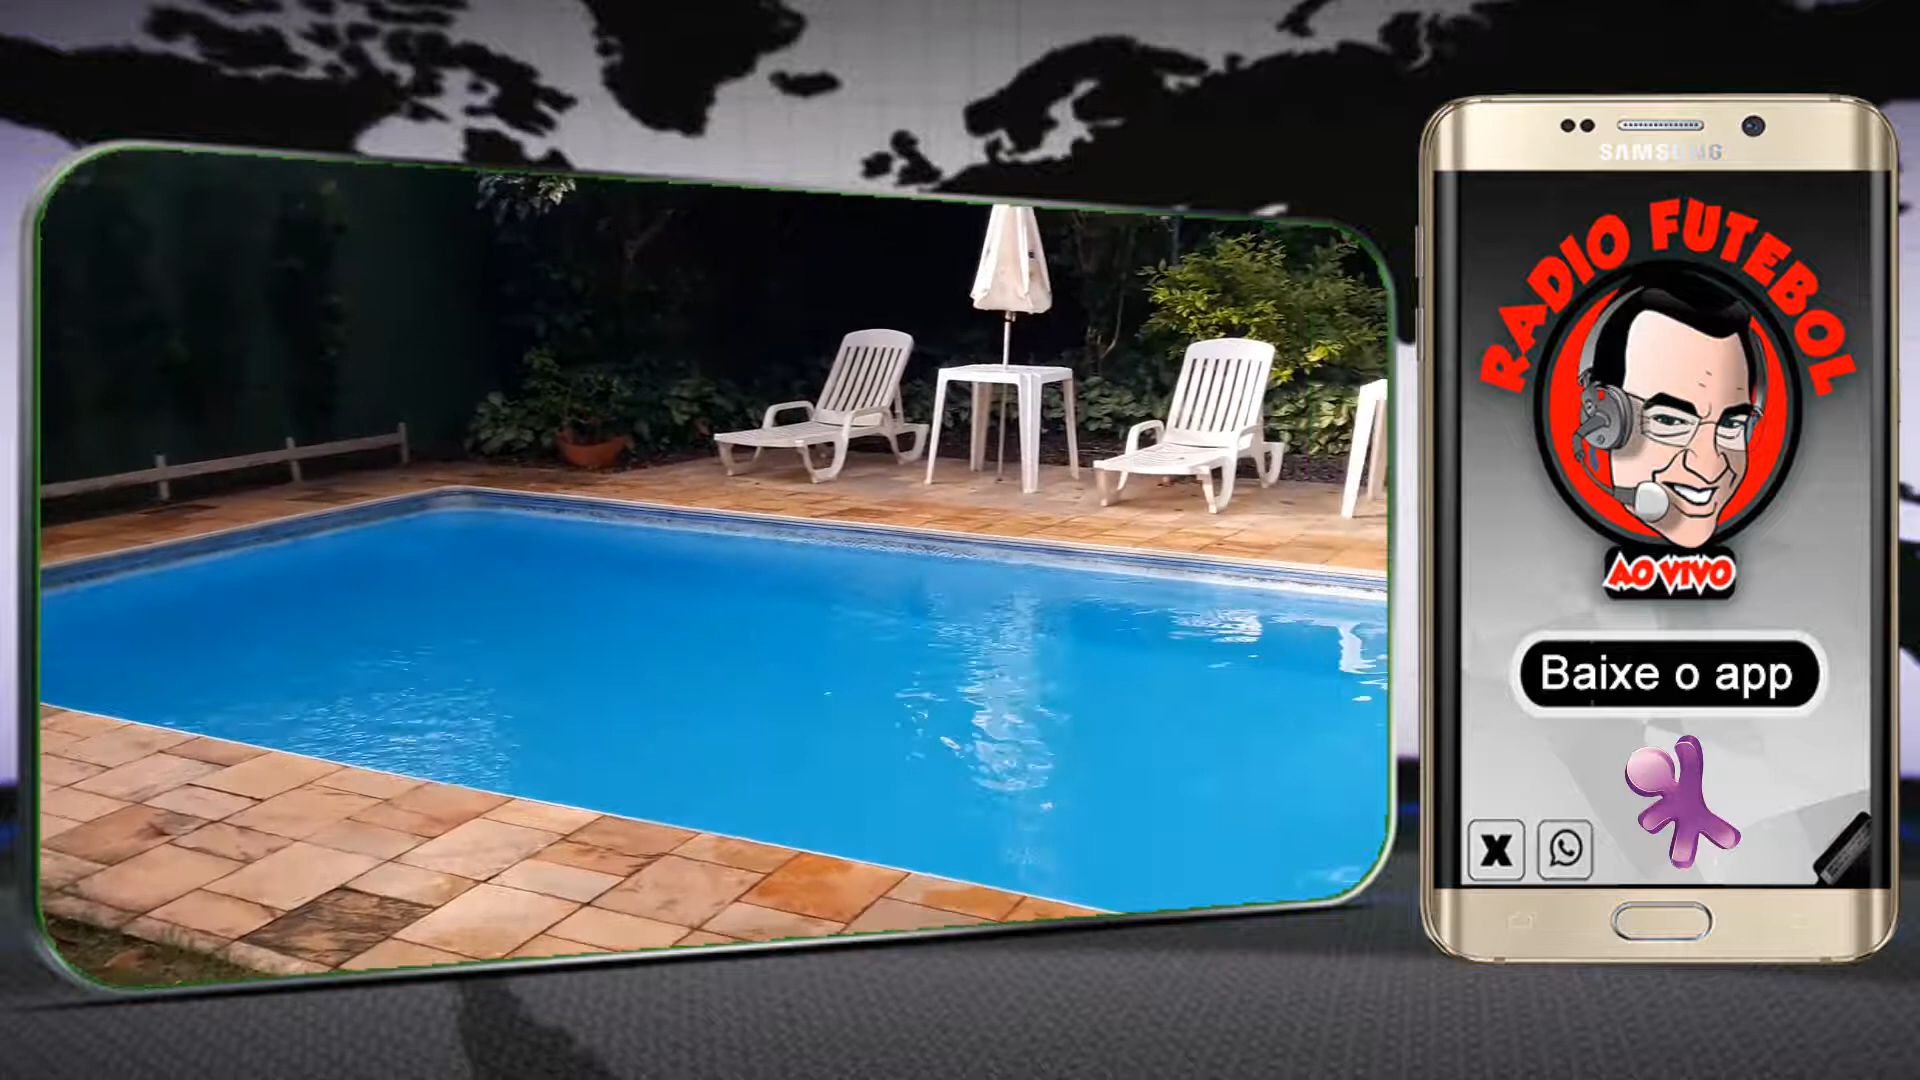 SAMSUNG
RADIO FUTEBOL
AO VIVO
Baixe o app
X